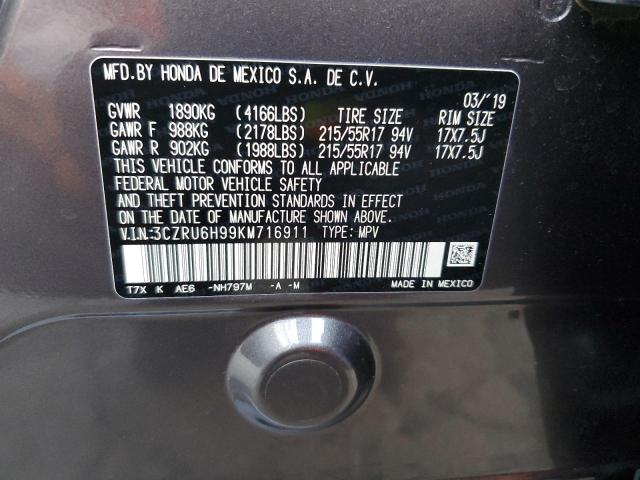 MFD.BY HONDA DE MEXICO S.A. DE C.V.
03/'19
GVWR 1890KG (4166LBS) TIRE SIZE RIM SIZE
GAWR F 988KG (2178LBS) 215/55R17 94V 17X7.5J
GAWR R 902KG (1988LBS) 215/55R17 94V 17X7.5J
THIS VEHICLE CONFORMS TO ALL APPLICABLE
FEDERAL MOTOR VEHICLE SAFETY
AND THEFT PREVENTION STANDARDS IN EFFECT
ON THE DATE OF MANUFACTURE SHOWN ABOVE.
V.I.N.:3CZRU6H99KM716911 TYPE: MPV
T7X K AE6 -NH797M -A -M MADE IN MEXICO